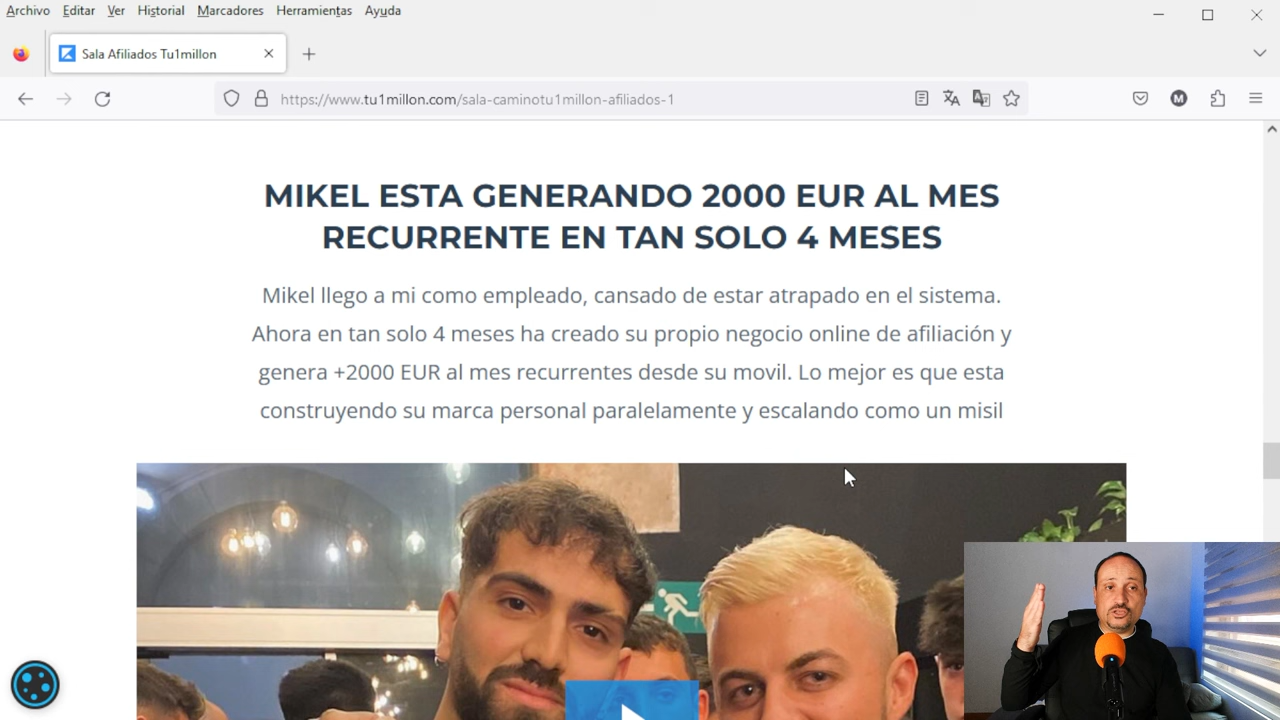 Archivo Editar Ver Historial Marcadores Herramientas Ayuda
Sala Afiliados Tu1millon
https://www.tu1millon.com/sala-caminotu1millon-afiliados-1
M
MIKEL ESTA GENERANDO 2000 EUR AL MES
RECURRENTE EN TAN SOLO 4 MESES
Mikel llego a mi como empleado, cansado de estar atrapado en el sistema.
Ahora en tan solo 4 meses ha creado su propio negocio online de afiliación y
genera +2000 EUR al mes recurrentes desde su movil. Lo mejor es que esta
construyendo su marca personal paralelamente y escalando como un misil